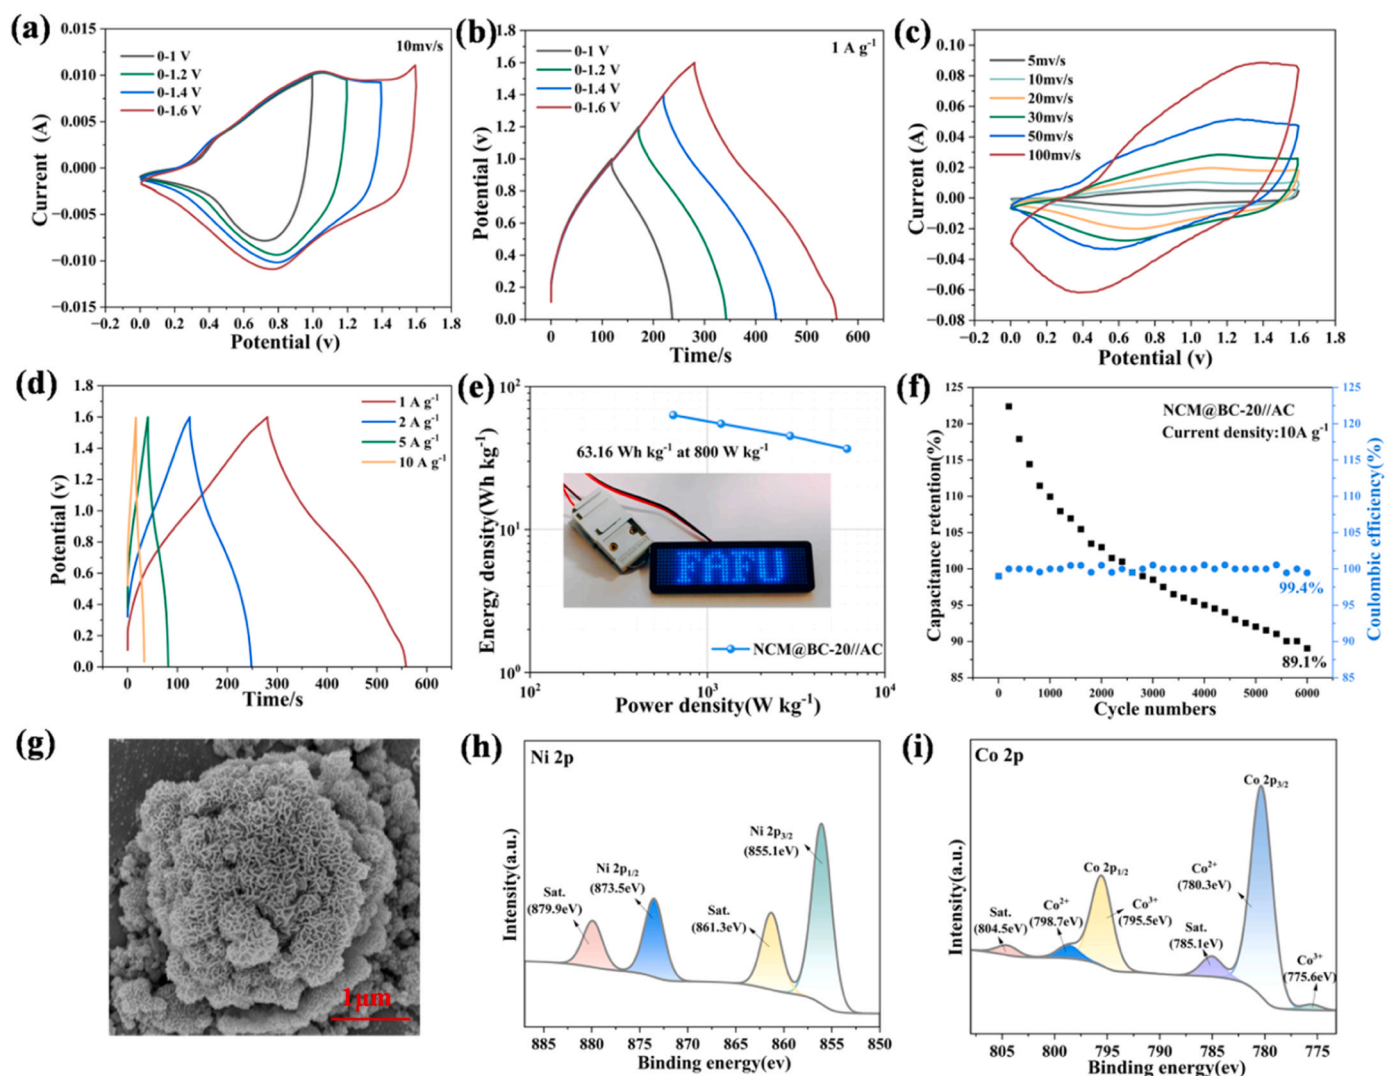 (a)
0.015
0.010
0.005
0.000
−0.005
−0.010
−0.015
Current (A)
0-1 V
0-1.2 V
0-1.4 V
0-1.6 V
10mv/s
−0.2 0.0 0.2 0.4 0.6 0.8 1.0 1.2 1.4 1.6 1.8
Potential (v)
(b)
1.8
1.6
1.4
1.2
1.0
0.8
0.6
0.4
0.2
0.0
Potential (v)
0-1 V
0-1.2 V
0-1.4 V
0-1.6 V
1 A g-1
0 100 200 300 400 500 600
Time/s
(c)
0.10
0.08
0.06
0.04
0.02
0.00
−0.02
−0.04
−0.06
−0.08
Current (A)
5mv/s
10mv/s
20mv/s
30mv/s
50mv/s
100mv/s
−0.2 0.0 0.2 0.4 0.6 0.8 1.0 1.2 1.4 1.6 1.8
Potential (v)
(d)
1.8
1.6
1.4
1.2
1.0
0.8
0.6
0.4
0.2
0.0
Potential (v)
1 A g-1
2 A g-1
5 A g-1
10 A g-1
0 100 200 300 400 500 600
Time/s
(e)
10²
10¹
10⁰
Energy density(Wh kg-1)
63.16 Wh kg-1 at 800 W kg-1
FAFU
NCM@BC-20//AC
10² 10³ 10⁴
Power density(W kg-1)
(f)
125
120
115
110
105
100
95
90
85
Capacitance retention(%)
NCM@BC-20//AC
Current density:10A g-1
99.4%
89.1%
125
120
115
110
105
100
95
90
85
Coulombic efficiency(%)
0 1000 2000 3000 4000 5000 6000
Cycle numbers
(g)
1μm
(h)
Ni 2p
Intensity(a.u.)
Sat.
(879.9eV)
Ni 2p1/2
(873.5eV)
Sat.
(861.3eV)
Ni 2p3/2
(855.1eV)
885 880 875 870 865 860 855 850
Binding energy(ev)
(i)
Co 2p
Intensity(a.u.)
Sat.
(804.5eV)
Co2+
(798.7eV)
Co 2p1/2
Co3+
(795.5eV)
Sat.
(785.1eV)
Co2+
(780.3eV)
Co 2p3/2
Co3+
(775.6eV)
805 800 795 790 785 780 775
Binding energy(ev)